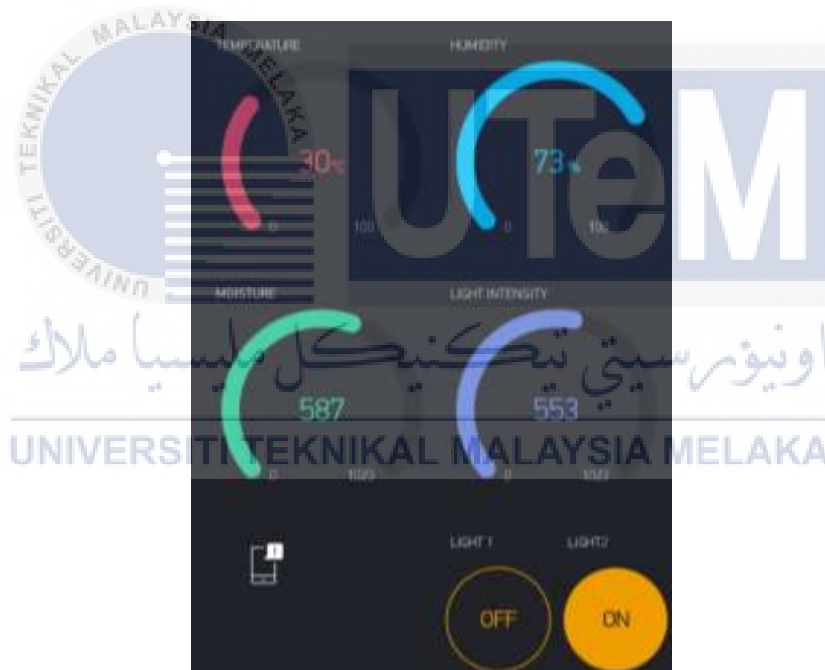 UNIVERSITI TEKNIKAL MALAYSIA MELAKA
UTeM
TEMPERATURE
HUMIDITY
30°C
73 %
0 100
0 100
MOISTURE
LIGHT INTENSITY
587
553
0 1023
0 1023
اونيۏرسيتي تيكنيكل مليسيا ملاك
UNIVERSITI TEKNIKAL MALAYSIA MELAKA
LIGHT 1
LIGHT2
OFF
ON